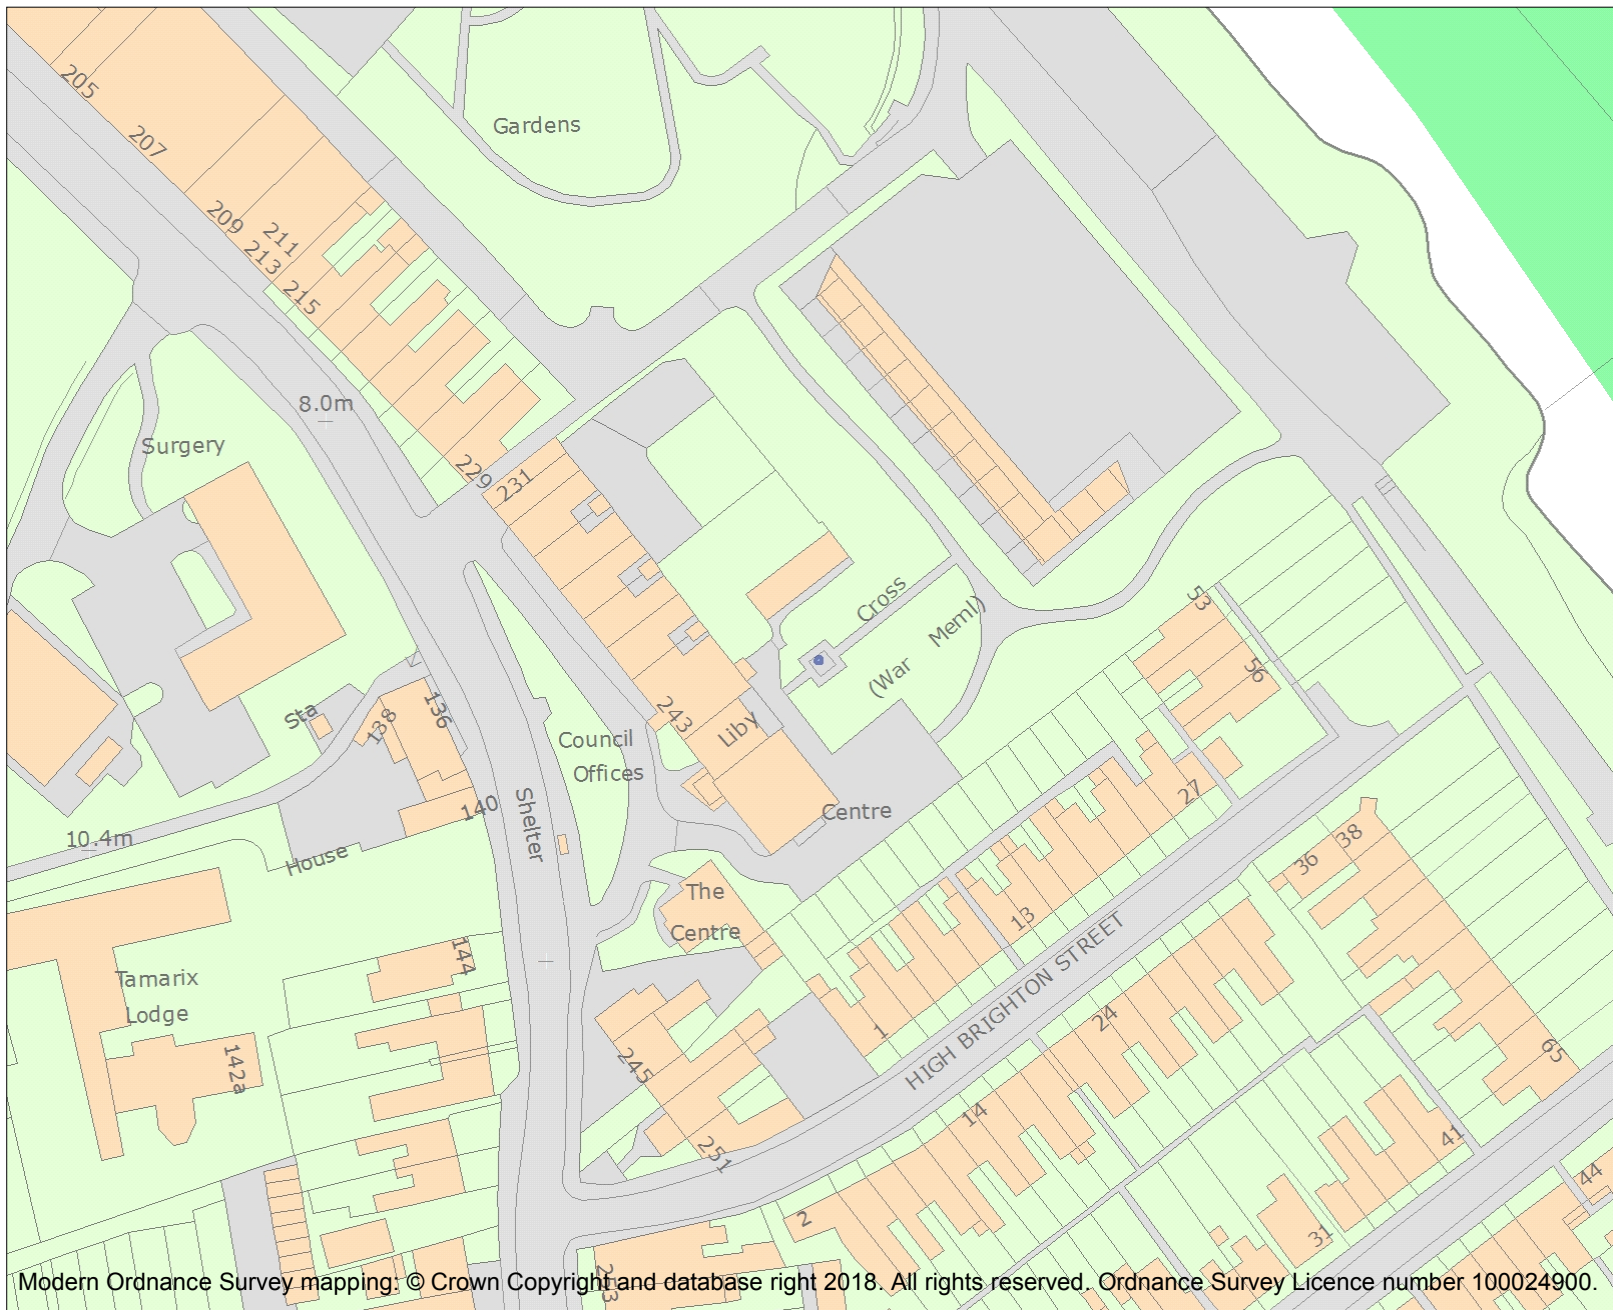 Gardens
205
207
209
211
213
215
8.0m
Surgery
229
231
Cross
(War
Meml)
53
56
Sta
138
136
243
Liby
Council
Offices
140
Shelter
Centre
27
10.4m
House
38
36
The
Centre
13
144
HIGH BRIGHTON STREET
Tamarix
Lodge
142a
245
1
24
65
14
251
41
44
2
31
253
Modern Ordnance Survey mapping: © Crown Copyright and database right 2018. All rights reserved. Ordnance Survey Licence number 100024900.